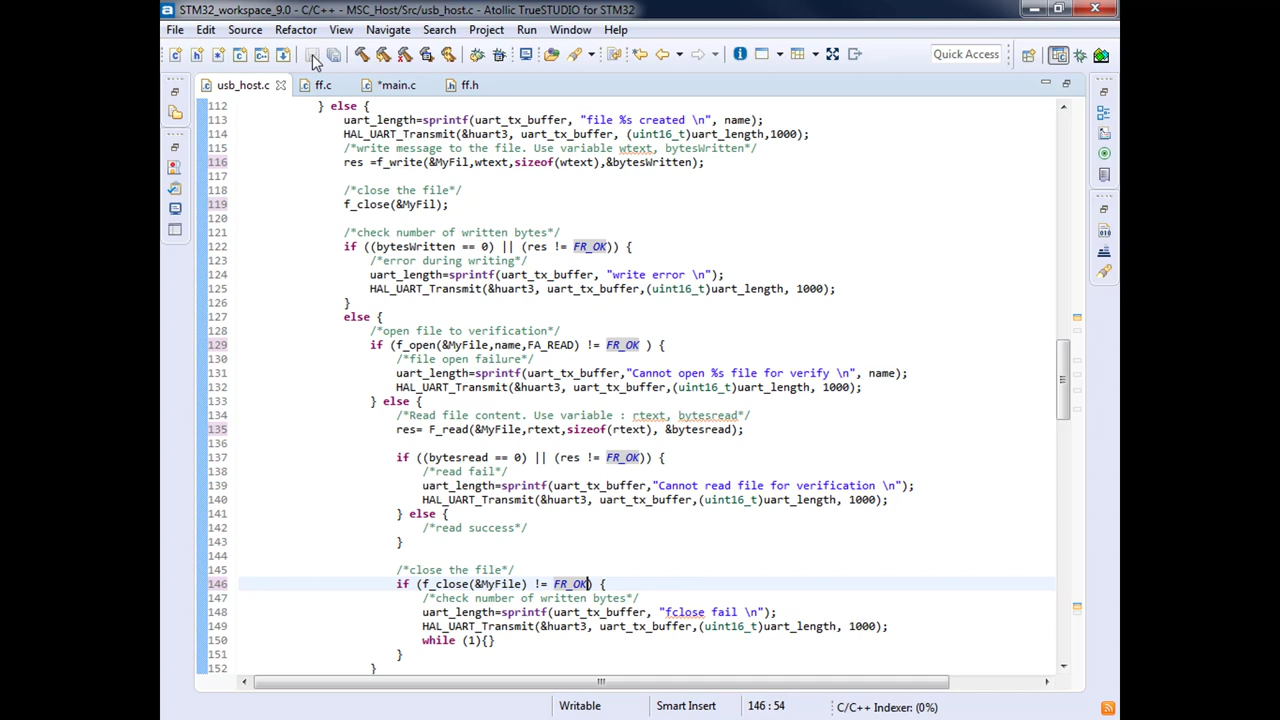 STM32_workspace_9.0 - C/C++ - MSC_Host/Src/usb_host.c - Atollic TrueSTUDIO for STM32
File Edit Source Refactor View Navigate Search Project Run Window Help
Quick Access
usb_host.c ff.c *main.c ff.h
112 } else {
113 uart_length=sprintf(uart_tx_buffer, "file %s created \n", name);
114 HAL_UART_Transmit(&huart3, uart_tx_buffer, (uint16_t)uart_length,1000);
115 /*write message to the file. Use variable wtext, bytesWritten*/
116 res =f_write(&MyFil,wtext,sizeof(wtext),&bytesWritten);
117
118 /*close the file*/
119 f_close(&MyFil);
120
121 /*check number of written bytes*/
122 if ((bytesWritten == 0) || (res != FR_OK)) {
123 /*error during writing*/
124 uart_length=sprintf(uart_tx_buffer, "write error \n");
125 HAL_UART_Transmit(&huart3, uart_tx_buffer,(uint16_t)uart_length, 1000);
126 }
127 else {
128 /*open file to verification*/
129 if (f_open(&MyFile,name,FA_READ) != FR_OK ) {
130 /*file open failure*/
131 uart_length=sprintf(uart_tx_buffer,"Cannot open %s file for verify \n", name);
132 HAL_UART_Transmit(&huart3, uart_tx_buffer,(uint16_t)uart_length, 1000);
133 } else {
134 /*Read file content. Use variable : rtext, bytesread*/
135 res= F_read(&MyFile,rtext,sizeof(rtext), &bytesread);
136
137 if ((bytesread == 0) || (res != FR_OK)) {
138 /*read fail*/
139 uart_length=sprintf(uart_tx_buffer,"Cannot read file for verification \n");
140 HAL_UART_Transmit(&huart3, uart_tx_buffer,(uint16_t)uart_length, 1000);
141 } else {
142 /*read success*/
143 }
144
145 /*close the file*/
146 if (f_close(&MyFile) != FR_OK) {
147 /*check number of written bytes*/
148 uart_length=sprintf(uart_tx_buffer, "fclose fail \n");
149 HAL_UART_Transmit(&huart3, uart_tx_buffer,(uint16_t)uart_length, 1000);
150 while (1){}
151 }
152 }
Writable Smart Insert 146 : 54 C/C++ Indexer: (0%)